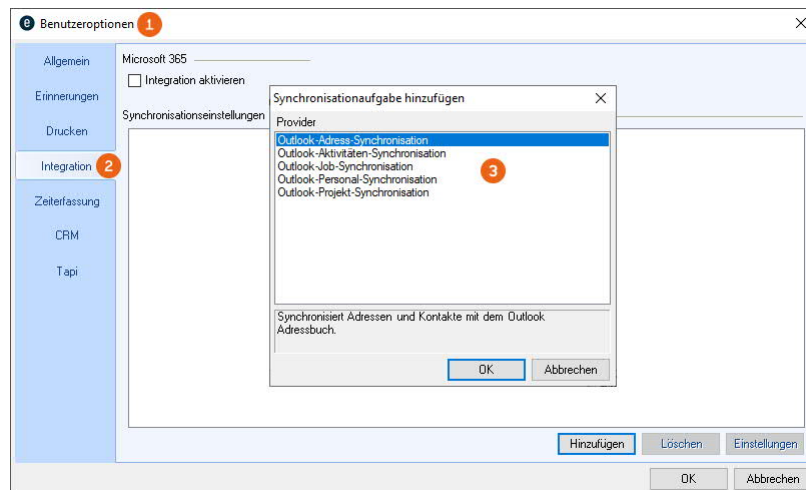 e Benutzeroptionen 1
Allgemein
Erinnerungen
Drucken
Integration 2
Zeiterfassung
CRM
Tapi
Microsoft 365
Integration aktivieren
Synchronisationseinstellungen
Synchronisationaufgabe hinzufügen
Provider
Outlook-Adress-Synchronisation
Outlook-Aktivitäten-Synchronisation
Outlook-Job-Synchronisation
Outlook-Personal-Synchronisation
Outlook-Projekt-Synchronisation
3
Synchronisiert Adressen und Kontakte mit dem Outlook
Adressbuch.
OK Abbrechen
Hinzufügen Löschen Einstellungen
OK Abbrechen